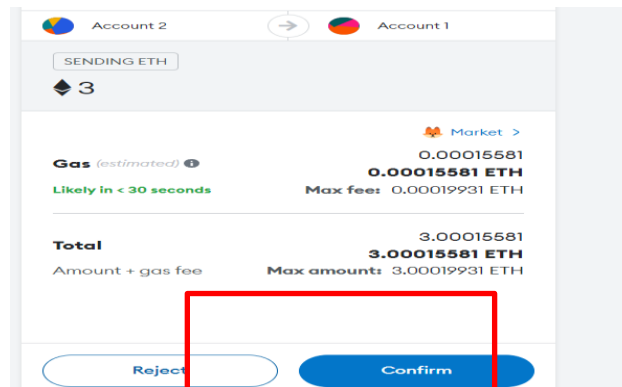 Account 2 Account 1
SENDING ETH
3
Market >
Gas (estimated) 0.00015581
0.00015581 ETH
Likely in < 30 seconds Max fee: 0.00019931 ETH
Total 3.00015581
3.00015581 ETH
Amount + gas fee Max amount: 3.00019931 ETH
Reject Confirm